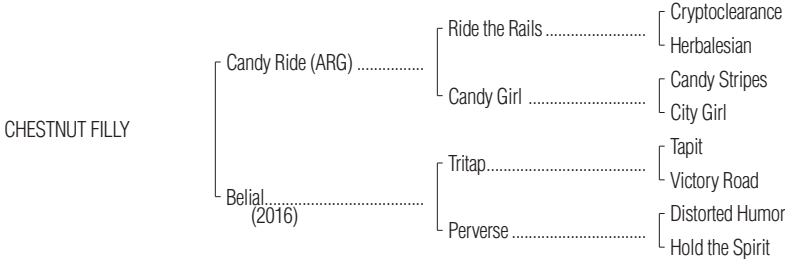 Cryptoclearance
Ride the Rails ..........................
Herbalesian
Candy Ride (ARG) ................
Candy Stripes
Candy Girl ..............................
City Girl
CHESTNUT FILLY
Tapit
Tritap........................................
Victory Road
Belial........................................
(2016)
Distorted Humor
Perverse ..................................
Hold the Spirit